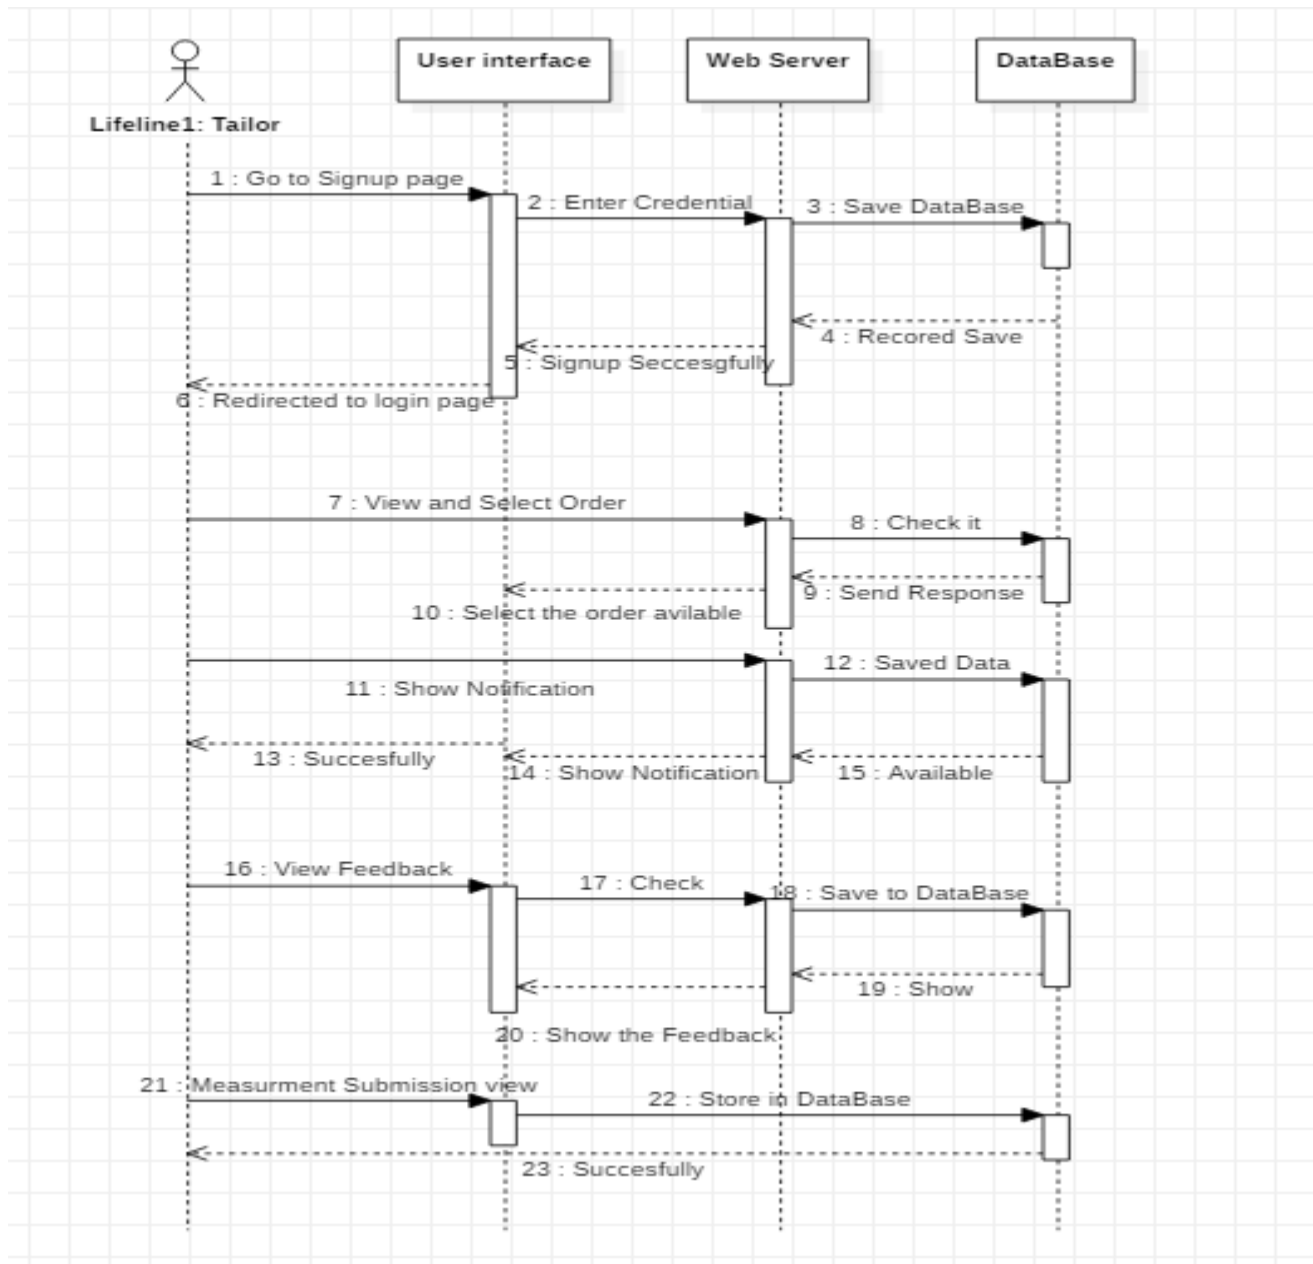 User interface
Web Server
DataBase
Lifeline1: Tailor
1 : Go to Signup page
2 : Enter Credential
3 : Save DataBase
4 : Recored Save
5 : Signup Seccesgfully
6 : Redirected to login page
7 : View and Select Order
8 : Check it
9 : Send Response
10 : Select the order avilable
11 : Show Notification
12 : Saved Data
13 : Succesfully
14 : Show Notification
15 : Available
16 : View Feedback
17 : Check
18 : Save to DataBase
19 : Show
20 : Show the Feedback
21 : Measurment Submission view
22 : Store in DataBase
23 : Succesfully